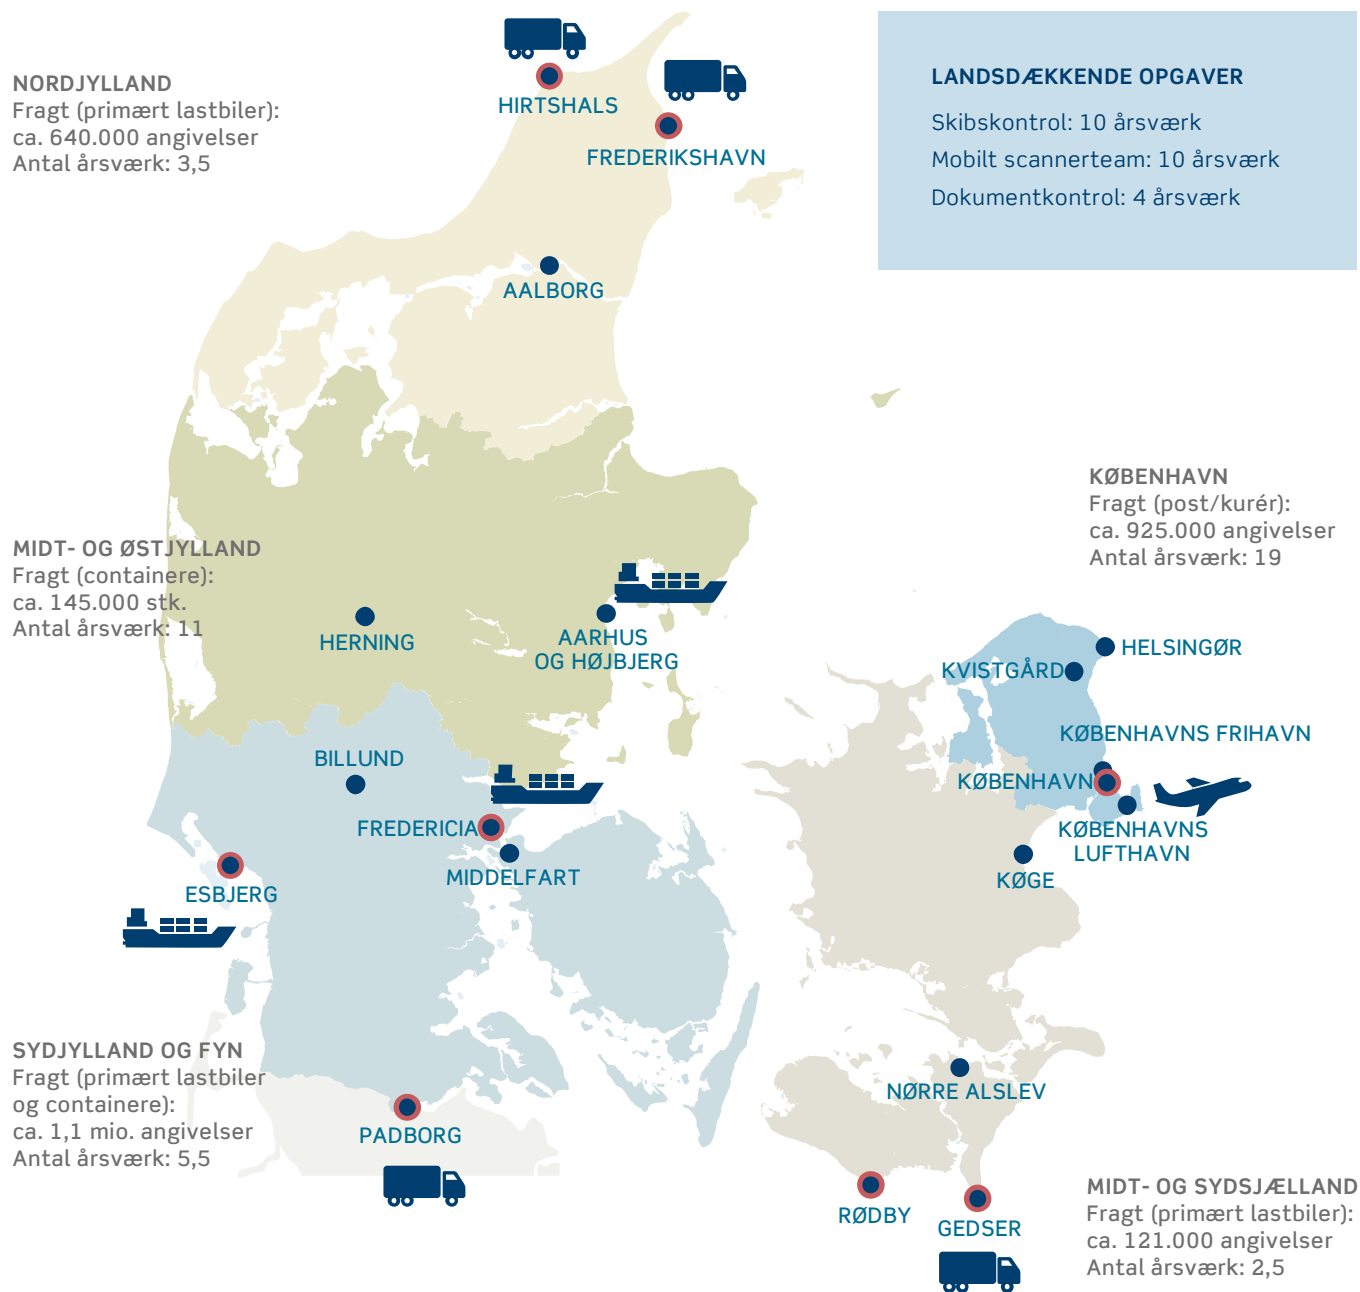 NORDJYLLAND
Fragt (primært lastbiler):
ca. 640.000 angivelser
Antal årsværk: 3,5
HIRTSHALS
FREDERIKSHAVN
AALBORG
LANDSDÆKKENDE OPGAVER
Skibskontrol: 10 årsværk
Mobilt scannerteam: 10 årsværk
Dokumentkontrol: 4 årsværk
KØBENHAVN
Fragt (post/kurér):
ca. 925.000 angivelser
Antal årsværk: 19
MIDT- OG ØSTJYLLAND
Fragt (containere):
ca. 145.000 stk.
Antal årsværk: 11
HERNING
AARHUS
OG HØJBJERG
HELSINGØR
KVISTGÅRD
KØBENHAVNS FRIHAVN
KØBENHAVN
KØBENHAVNS
LUFTHAVN
KØGE
BILLUND
FREDERICIA
MIDDELFART
ESBJERG
SYDJYLLAND OG FYN
Fragt (primært lastbiler
og containere):
ca. 1,1 mio. angivelser
Antal årsværk: 5,5
PADBORG
NØRRE ALSLEV
RØDBY
GEDSER
MIDT- OG SYDSJÆLLAND
Fragt (primært lastbiler):
ca. 121.000 angivelser
Antal årsværk: 2,5